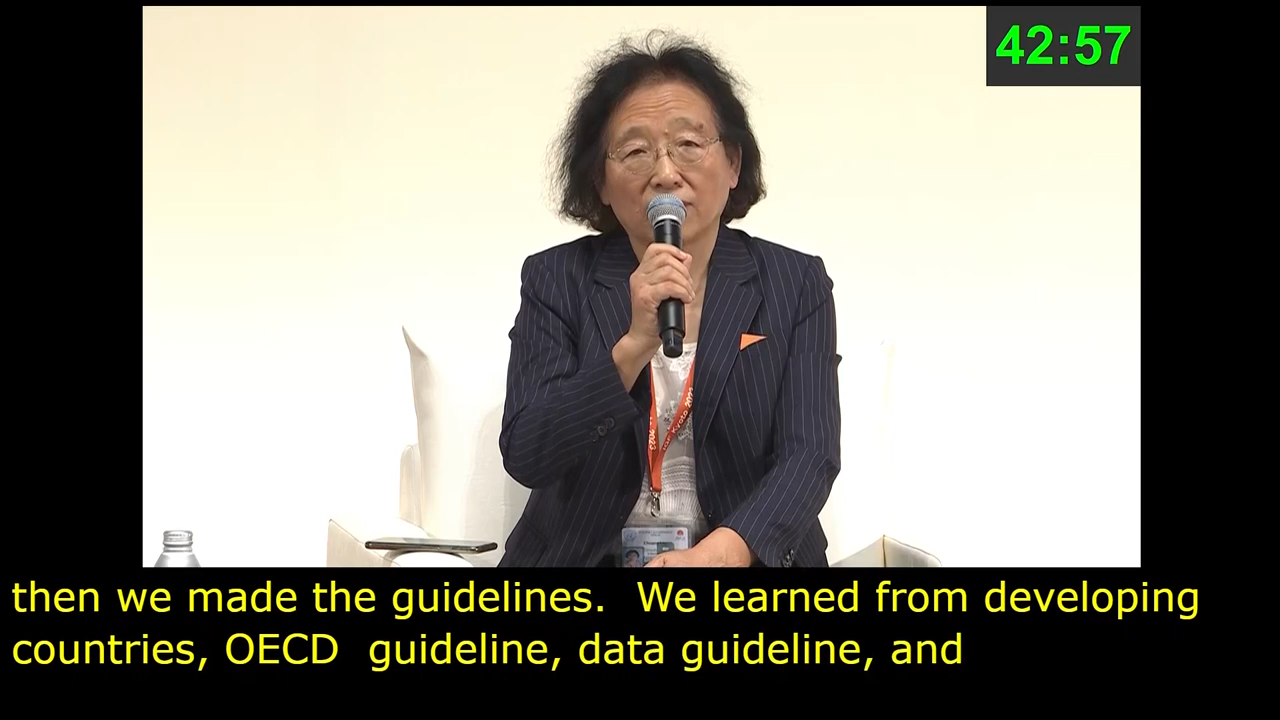 42:57
then we made the guidelines.  We learned from developing
countries, OECD  guideline, data guideline, and